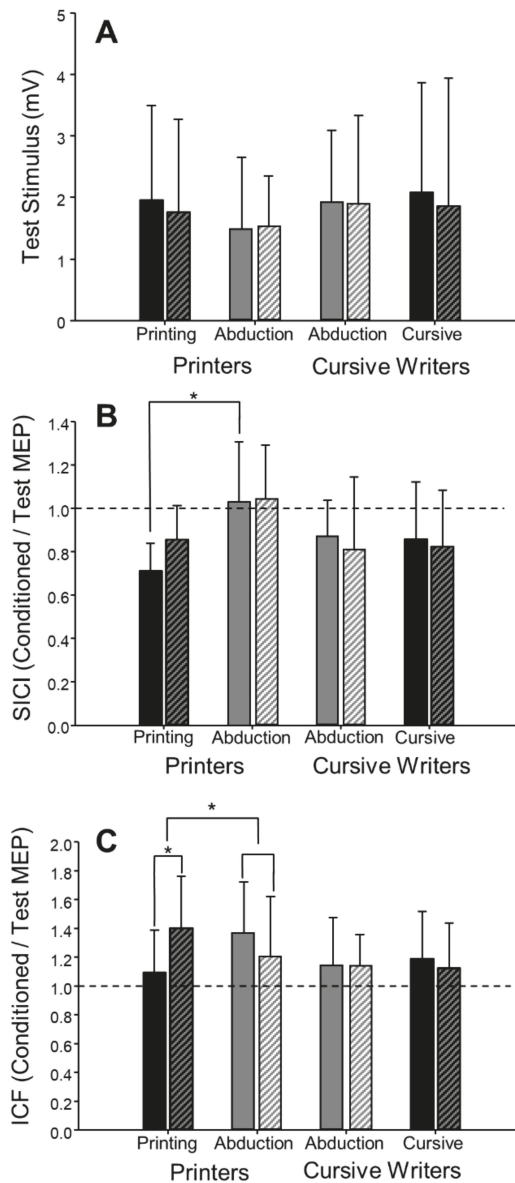 A
Test Stimulus (mV)
5
4
3
2
1
0
Printing Abduction Abduction Cursive
Printers Cursive Writers
B
*
SICI (Conditioned / Test MEP)
1.4
1.2
1.0
0.8
0.6
0.4
0.2
0.0
Printing Abduction Abduction Cursive
Printers Cursive Writers
C
*
*
ICF (Conditioned / Test MEP)
2.0
1.8
1.6
1.4
1.2
1.0
0.8
0.6
0.4
0.2
0.0
Printing Abduction Abduction Cursive
Printers Cursive Writers